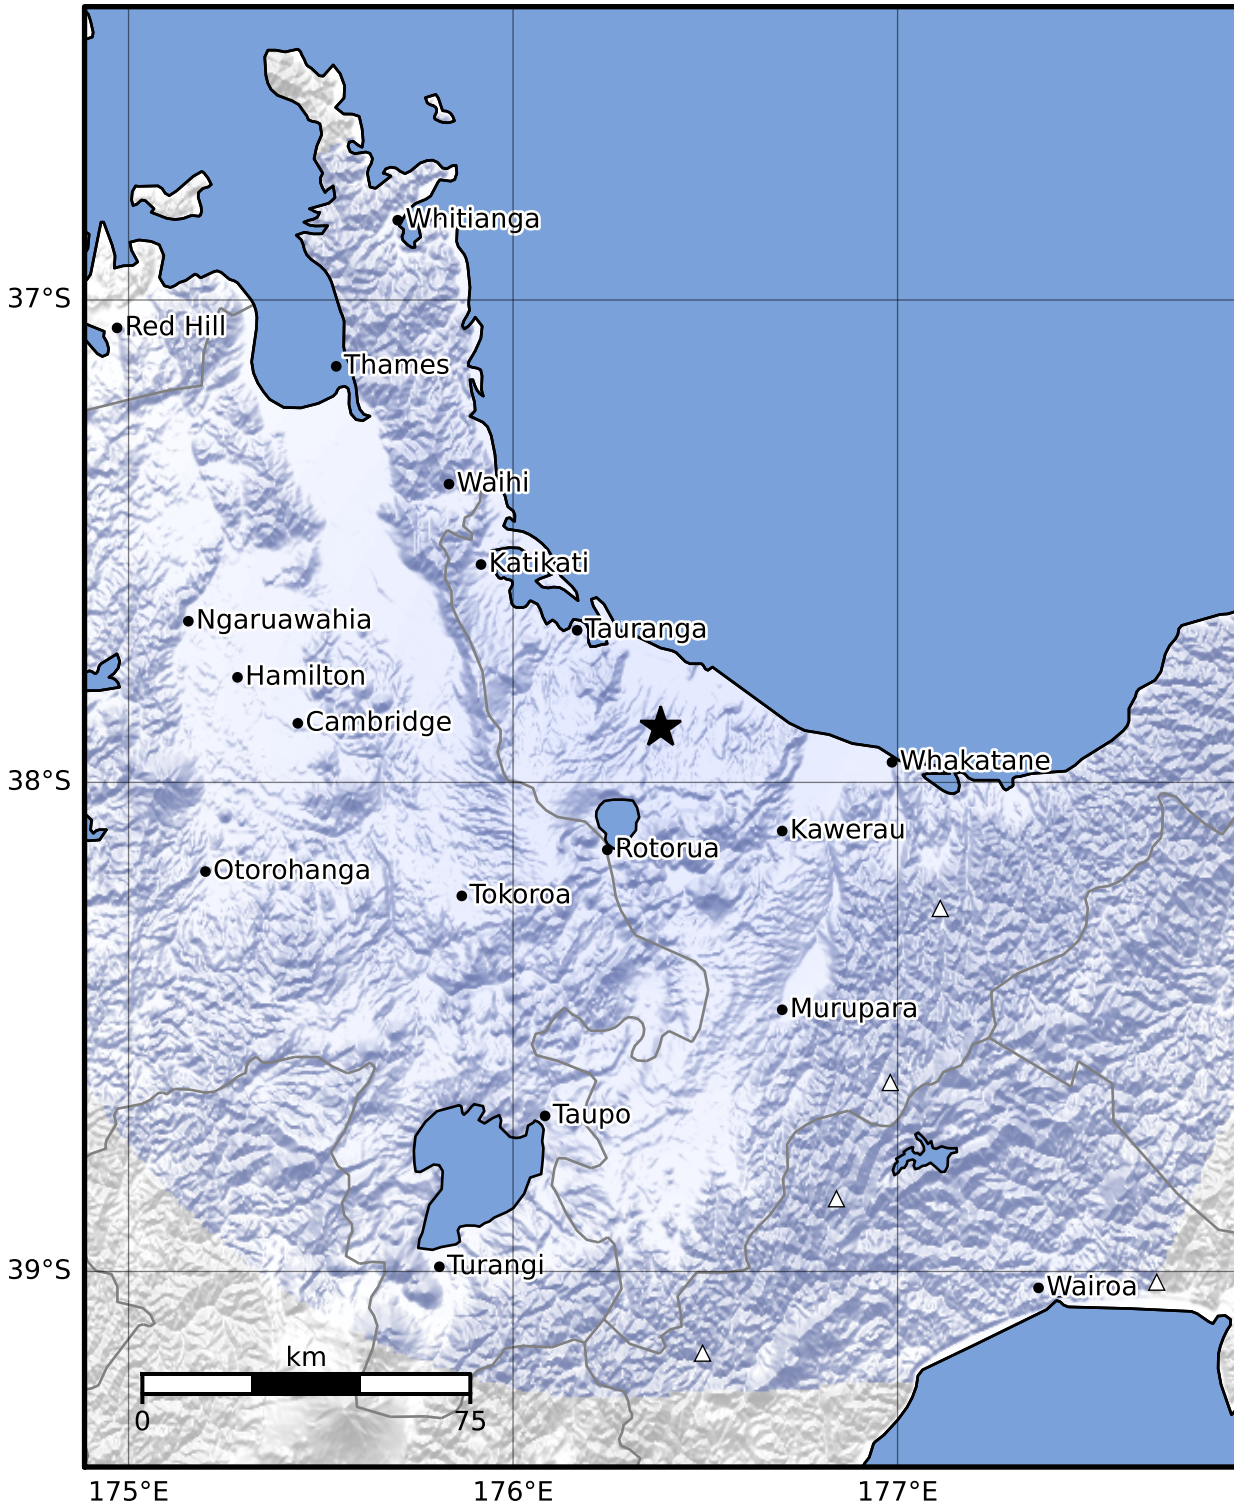 Whitianga
37°S
Red Hill
Thames
Waihi
Katikati
Ngaruawahia
Tauranga
Hamilton
Cambridge
Whakatane
38°S
Kawerau
Rotorua
Otorohanga
Tokoroa
Murupara
Taupo
39°S
Turangi
Wairoa
km
0
75
175°E
176°E
177°E